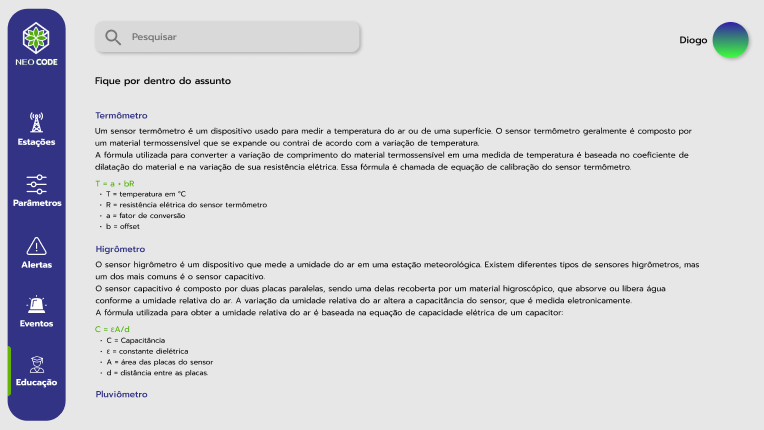 NEO CODE
Estações
Parâmetros
Alertas
Eventos
Educação
Pesquisar
Diogo
Fique por dentro do assunto
Termômetro
Um sensor termômetro é um dispositivo usado para medir a temperatura do ar ou de uma superfície. O sensor termômetro geralmente é composto por
um material termossensível que se expande ou contrai de acordo com a variação de temperatura.
A fórmula utilizada para converter a variação de comprimento do material termossensível em uma medida de temperatura é baseada no coeficiente de
dilatação do material e na variação de sua resistência elétrica. Essa fórmula é chamada de equação de calibração do sensor termômetro.
T = a + bR
• T = temperatura em °C
• R = resistência elétrica do sensor termômetro
• a = fator de conversão
• b = offset
Higrômetro
O sensor higrômetro é um dispositivo que mede a umidade do ar em uma estação meteorológica. Existem diferentes tipos de sensores higrômetros, mas
um dos mais comuns é o sensor capacitivo.
O sensor capacitivo é composto por duas placas paralelas, sendo uma delas recoberta por um material higroscópico, que absorve ou libera água
conforme a umidade relativa do ar. A variação da umidade relativa do ar altera a capacitância do sensor, que é medida eletronicamente.
A fórmula utilizada para obter a umidade relativa do ar é baseada na equação de capacidade elétrica de um capacitor:
C = εA/d
• C = Capacitância
• ε = constante dielétrica
• A = área das placas do sensor
• d = distância entre as placas.
Pluviômetro